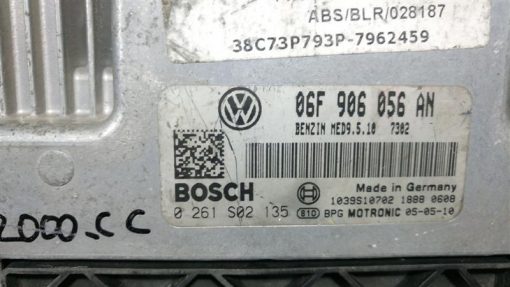 ABS/BLR/028187
38C73P793P-7962459
06F 906 056 AN
BENZIN MED9.5.10 7302
BOSCH
Made in Germany
1039S10702 1888 0608
0 261 S02 135 810 BPG MOTRONIC 05-05-10
2000.CC